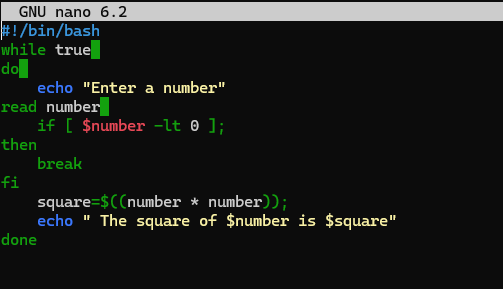 GNU nano 6.2
#!/bin/bash
while true
do
    echo "Enter a number"
read number
    if [ $number -lt 0 ];
then
    break
fi
    square=$((number * number));
    echo " The square of $number is $square"
done